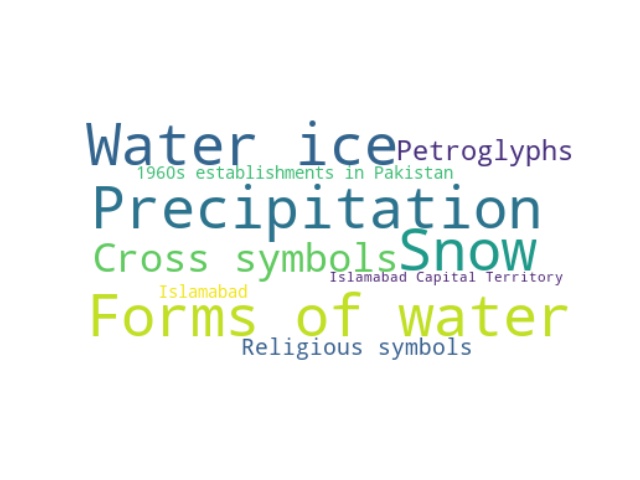 Water ice
Petroglyphs
1960s establishments in Pakistan
Precipitation
Cross symbols
Snow
Islamabad Capital Territory
Islamabad
Forms of water
Religious symbols